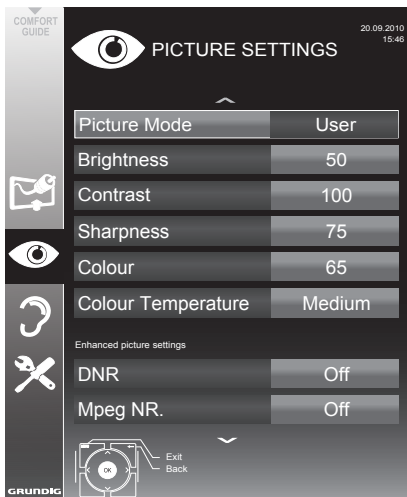 COMFORT
GUIDE
PICTURE SETTINGS
20.09.2010
15:46
Picture Mode User
Brightness 50
Contrast 100
Sharpness 75
Colour 65
Colour Temperature Medium
Enhanced picture settings
DNR Off
Mpeg NR. Off
Exit
OK
Back
GRUNDIG